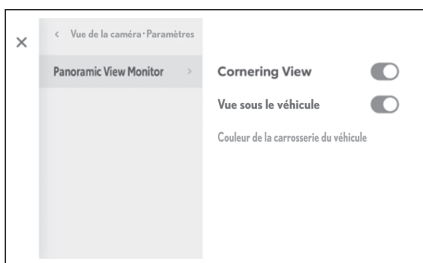 Vue de la caméra·Paramètres
Panoramic View Monitor
Cornering View
Vue sous le véhicule
Couleur de la carrosserie du véhicule